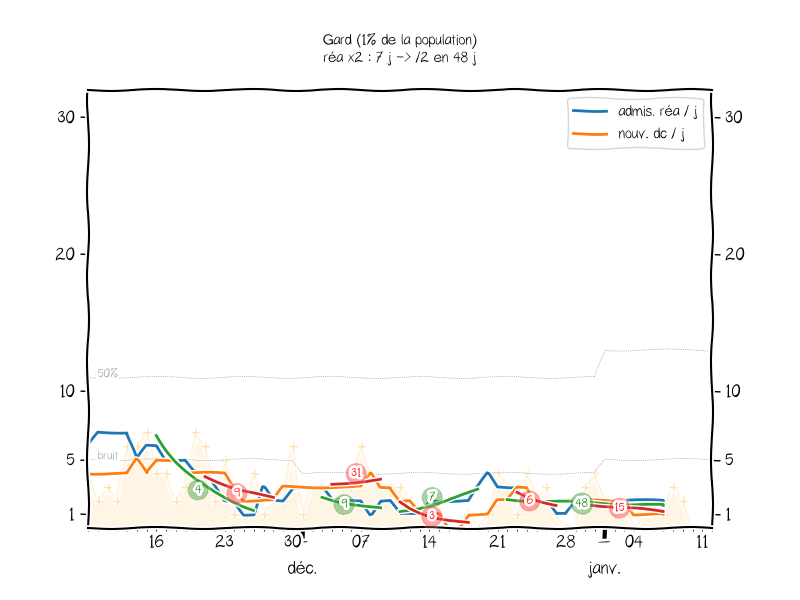 Gard (1% de la population)
réa x2 : 7 j -> /2 en 48 j
admis. réa / j
nouv. dc / j
30 30
20 20
50%
10 10
bruit
5 5
31
4 9 9 7 3 6 48 15
1 1
16 23 30 07 14 21 28 04 11
déc. janv.